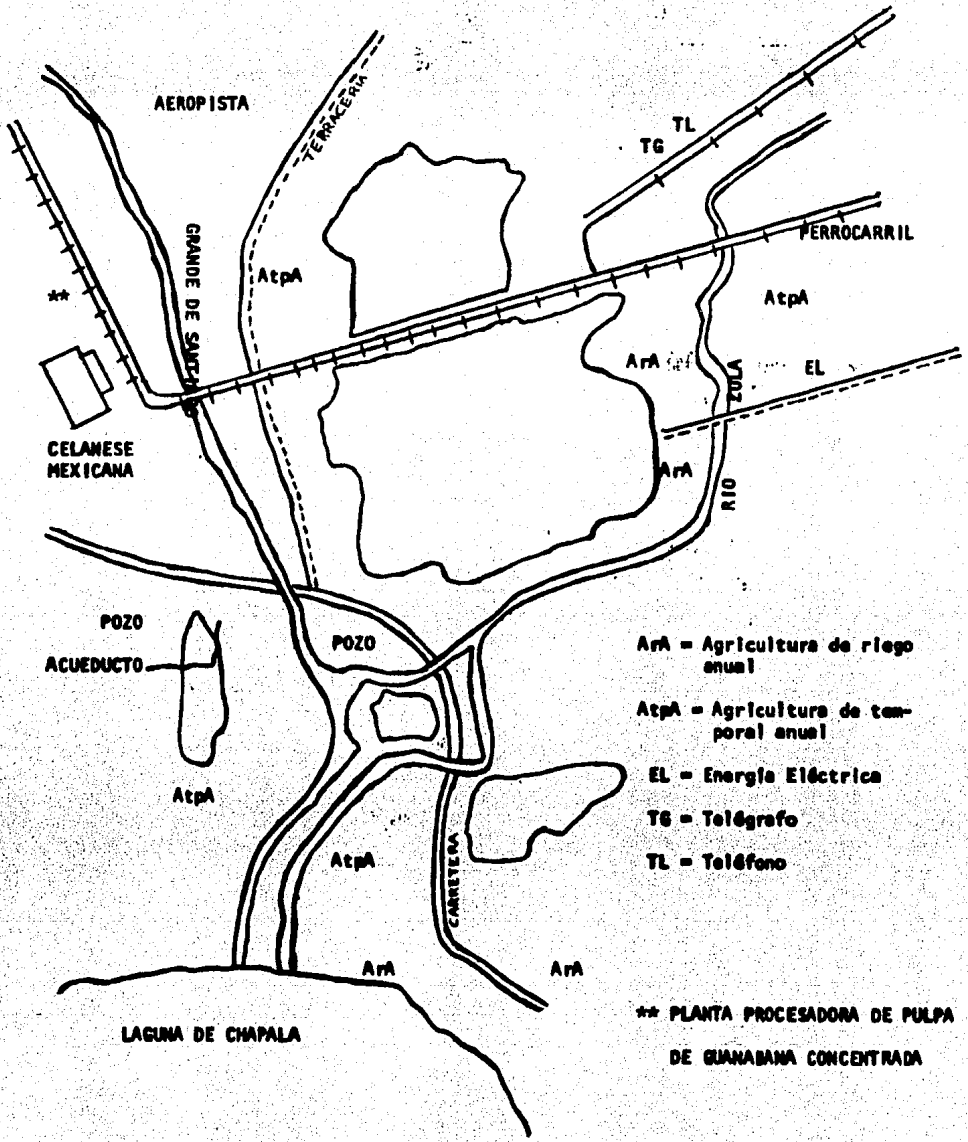 AEROPISTA
TERRACERIA
TL
TG
GRANDE DE
FERROCARRIL
AtpA
**
AtpA
ArA
EL
ZULA
CELANESE
MEXICANA
ArA
RIO
POZO
POZO
ACUEDUCTO
ArA = Agricultura de riego
anual
AtpA = Agricultura de tem-
poral anual
EL = Energía Eléctrica
AtpA
TG = Telégrafo
AtpA
TL = Teléfono
CARRETERA
ArA
ArA
** PLANTA PROCESADORA DE PULPA
DE GUANABANA CONCENTRADA
LAGUNA DE CHAPALA